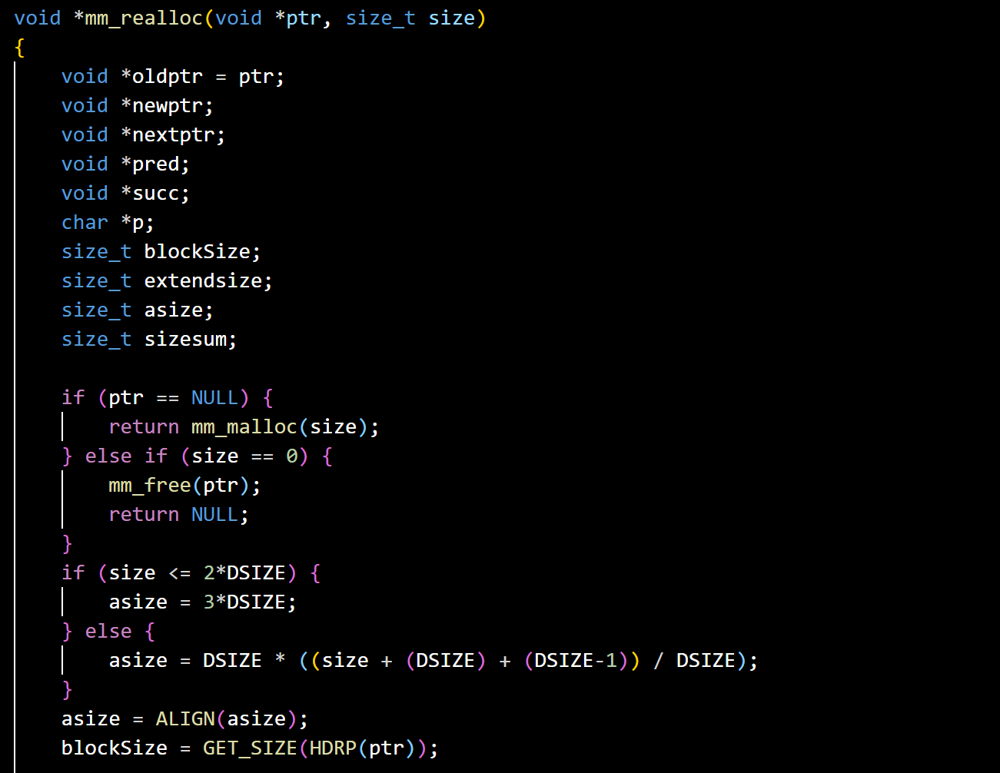 void *mm_realloc(void *ptr, size_t size)
{
    void *oldptr = ptr;
    void *newptr;
    void *nextptr;
    void *pred;
    void *succ;
    char *p;
    size_t blockSize;
    size_t extendsize;
    size_t asize;
    size_t sizesum;

    if (ptr == NULL) {
        return mm_malloc(size);
    } else if (size == 0) {
        mm_free(ptr);
        return NULL;
    }
    if (size <= 2*DSIZE) {
        asize = 3*DSIZE;
    } else {
        asize = DSIZE * ((size + (DSIZE) + (DSIZE-1)) / DSIZE);
    }
    asize = ALIGN(asize);
    blockSize = GET_SIZE(HDRP(ptr));